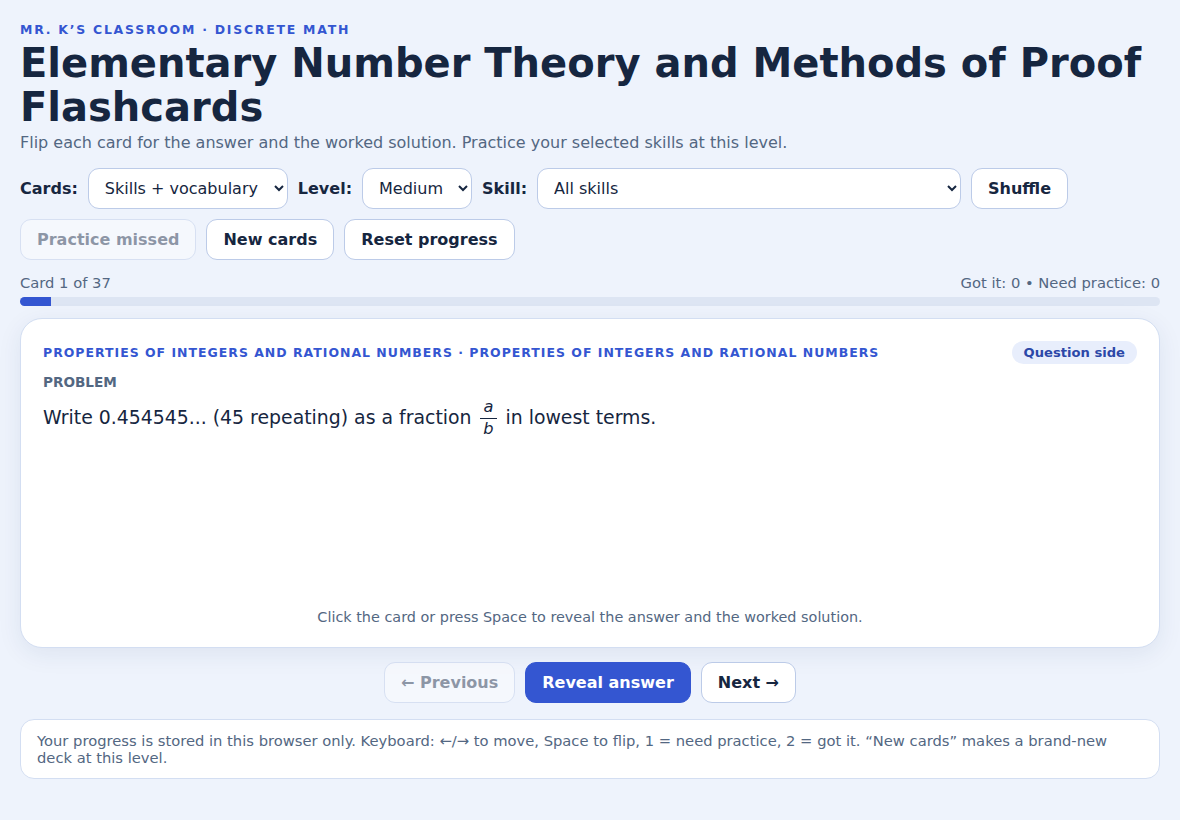 MR. K’S CLASSROOM · DISCRETE MATH
Elementary Number Theory and Methods of Proof
Flashcards
Flip each card for the answer and the worked solution. Practice your selected skills at this level.
Cards: Skills + vocabulary Level: Medium Skill: All skills Shuffle
Practice missed New cards Reset progress
Card 1 of 37 Got it: 0 • Need practice: 0
PROPERTIES OF INTEGERS AND RATIONAL NUMBERS · PROPERTIES OF INTEGERS AND RATIONAL NUMBERS Question side
PROBLEM
Write 0.454545... (45 repeating) as a fraction a/b in lowest terms.
Click the card or press Space to reveal the answer and the worked solution.
← Previous Reveal answer Next →
Your progress is stored in this browser only. Keyboard: ←/→ to move, Space to flip, 1 = need practice, 2 = got it. “New cards” makes a brand-new
deck at this level.